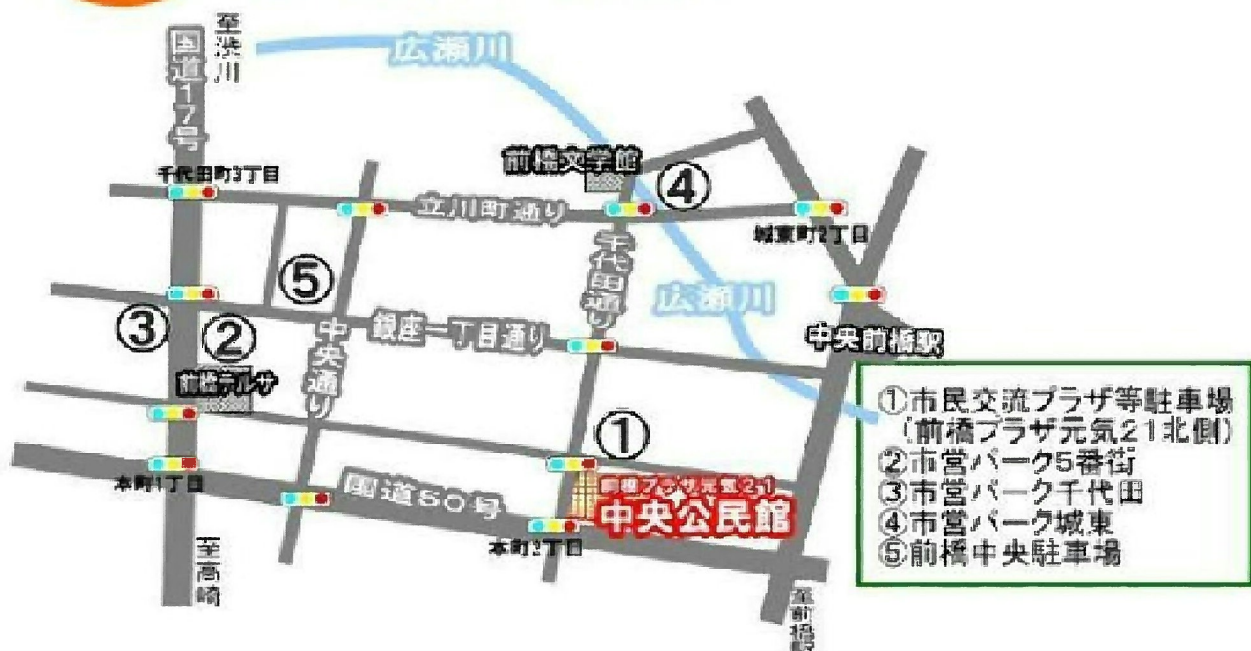 至渋川
国道17号
広瀬川
前橋文学館
④
千代田町3丁目
立川町通り
城東町2丁目
千代田通り
⑤
広瀬川
③
②
中央通り
銀座一丁目通り
中央前橋駅
前橋テルサ
①
①市民交流プラザ等駐車場
(前橋プラザ元気21北側)
②市営パーク5番街
③市営パーク千代田
④市営パーク城東
⑤前橋中央駐車場
本町1丁目
国道50号
前橋プラザ元気21
中央公民館
本町2丁目
至高崎
至前橋駅